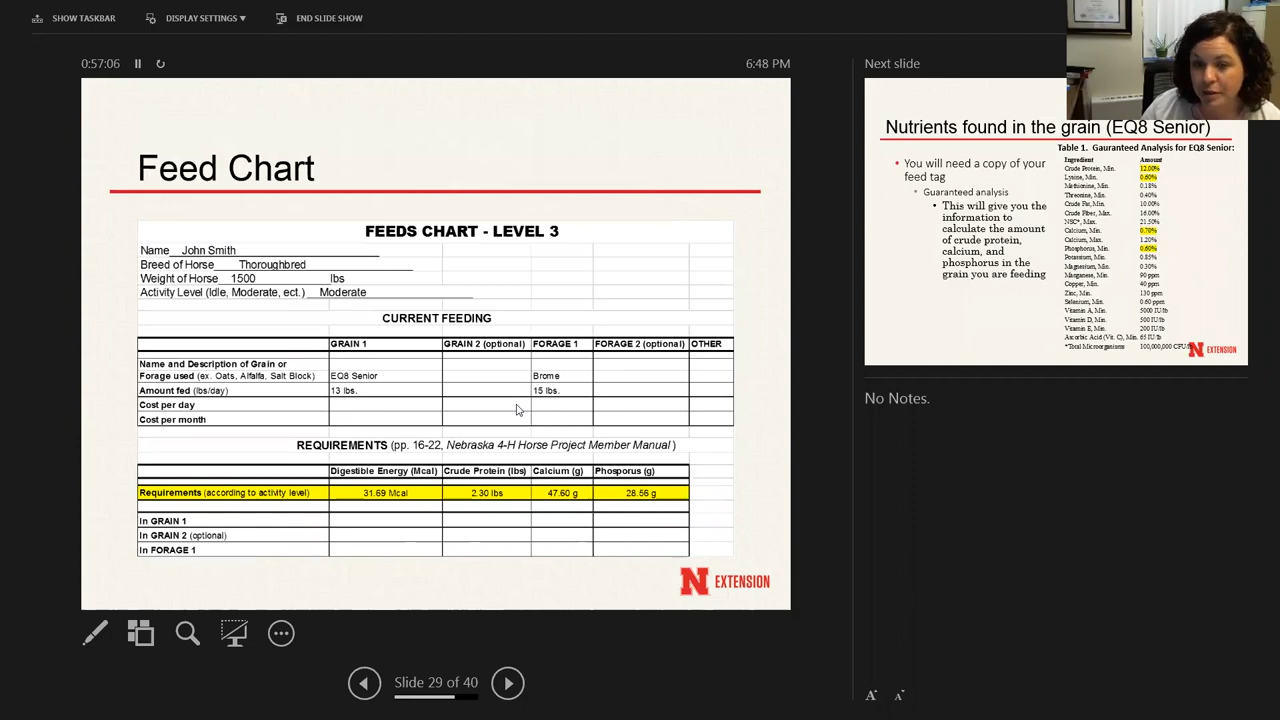 SHOW TASKBAR
DISPLAY SETTINGS ▼
END SLIDE SHOW
0:57:06
6:48 PM
Feed Chart
FEEDS CHART - LEVEL 3
Name__John Smith
Breed of Horse____Thoroughbred
Weight of Horse__1500 lbs
Activity Level (Idle, Moderate, ect.)__Moderate
CURRENT FEEDING
GRAIN 1 GRAIN 2 (optional) FORAGE 1 FORAGE 2 (optional) OTHER
Name and Description of Grain or
Forage used (ex. Oats, Alfalfa, Salt Block) EQ8 Senior Brome
Amount fed (lbs/day) 13 lbs. 15 lbs.
Cost per day
Cost per month
REQUIREMENTS (pp. 16-22, Nebraska 4-H Horse Project Member Manual )
Digestible Energy (Mcal) Crude Protein (lbs) Calcium (g) Phosporus (g)
Requirements (according to activity level) 31.69 Mcal 2.30 lbs 47.60 g 28.56 g
In GRAIN 1
In GRAIN 2 (optional)
In FORAGE 1
N EXTENSION
Slide 29 of 40
Next slide
Nutrients found in the grain (EQ8 Senior)
• You will need a copy of your
feed tag
• Guaranteed analysis
• This will give you the
information to
calculate the amount
of crude protein,
calcium, and
phosphorus in the
grain you are feeding
Table 1. Gauranteed Analysis for EQ8 Senior:
Ingredient Amount
Crude Protein, Min. 12.00%
Lysine, Min. 0.60%
Methionine, Min. 0.18%
Threonine, Min. 0.40%
Crude Fat, Min. 10.00%
Crude Fiber, Max. 16.00%
NSC*, Max. 21.50%
Calcium, Min. 0.70%
Calcium, Max. 1.20%
Phosphorus, Min. 0.60%
Potassium, Min. 0.85%
Magnesium, Min. 0.30%
Manganese, Min. 90 ppm
Copper, Min. 40 ppm
Zinc, Min. 130 ppm
Selenium, Min. 0.60 ppm
Vitamin A, Min. 5000 IU/lb
Vitamin D, Min. 500 IU/lb
Vitamin E, Min. 200 IU/lb
Ascorbic Acid (Vit. C), Min. 65 IU/lb
*Total Microorganisms 100,000,000 CFU/lb
N EXTENSION
No Notes.
A A